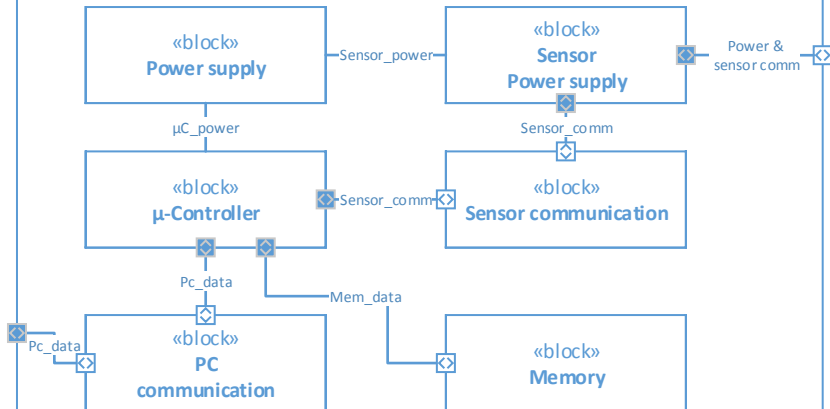 «block»
Power supply
Sensor_power
«block»
Sensor
Power supply
Power &
sensor comm
µC_power
Sensor_comm
«block»
µ-Controller
Sensor_comm
«block»
Sensor communication
Pc_data
Mem_data
Pc_data
«block»
PC
communication
«block»
Memory